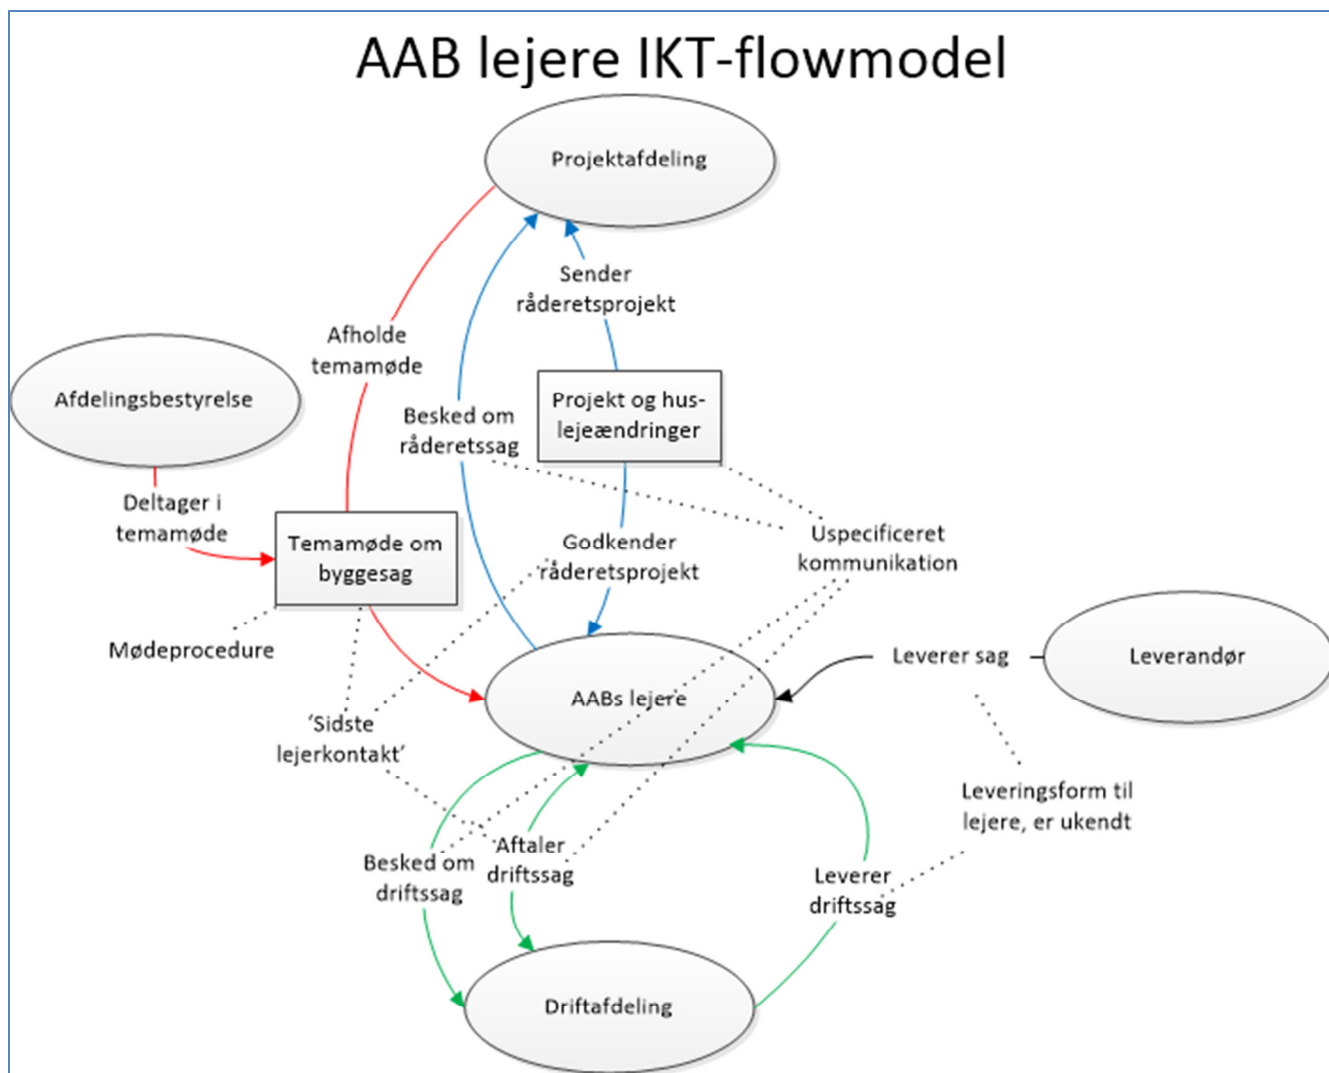 AAB lejere IKT-flowmodel
Projektafdeling
Sender
råderetsprojekt
Afholde
temamøde
Afdelingsbestyrelse
Projekt og hus-
lejeændringer
Besked om
råderetssag
Deltager i
temamøde
Temamøde om
byggesag
Uspecificeret
kommunikation
Godkender
råderetsprojekt
Mødeprocedure
Leverer sag
Leverandør
AABs lejere
'Sidste
lejerkontakt'
Leveringsform til
lejere, er ukendt
Besked om
driftssag
Aftaler
driftssag
Leverer
driftssag
Driftafdeling